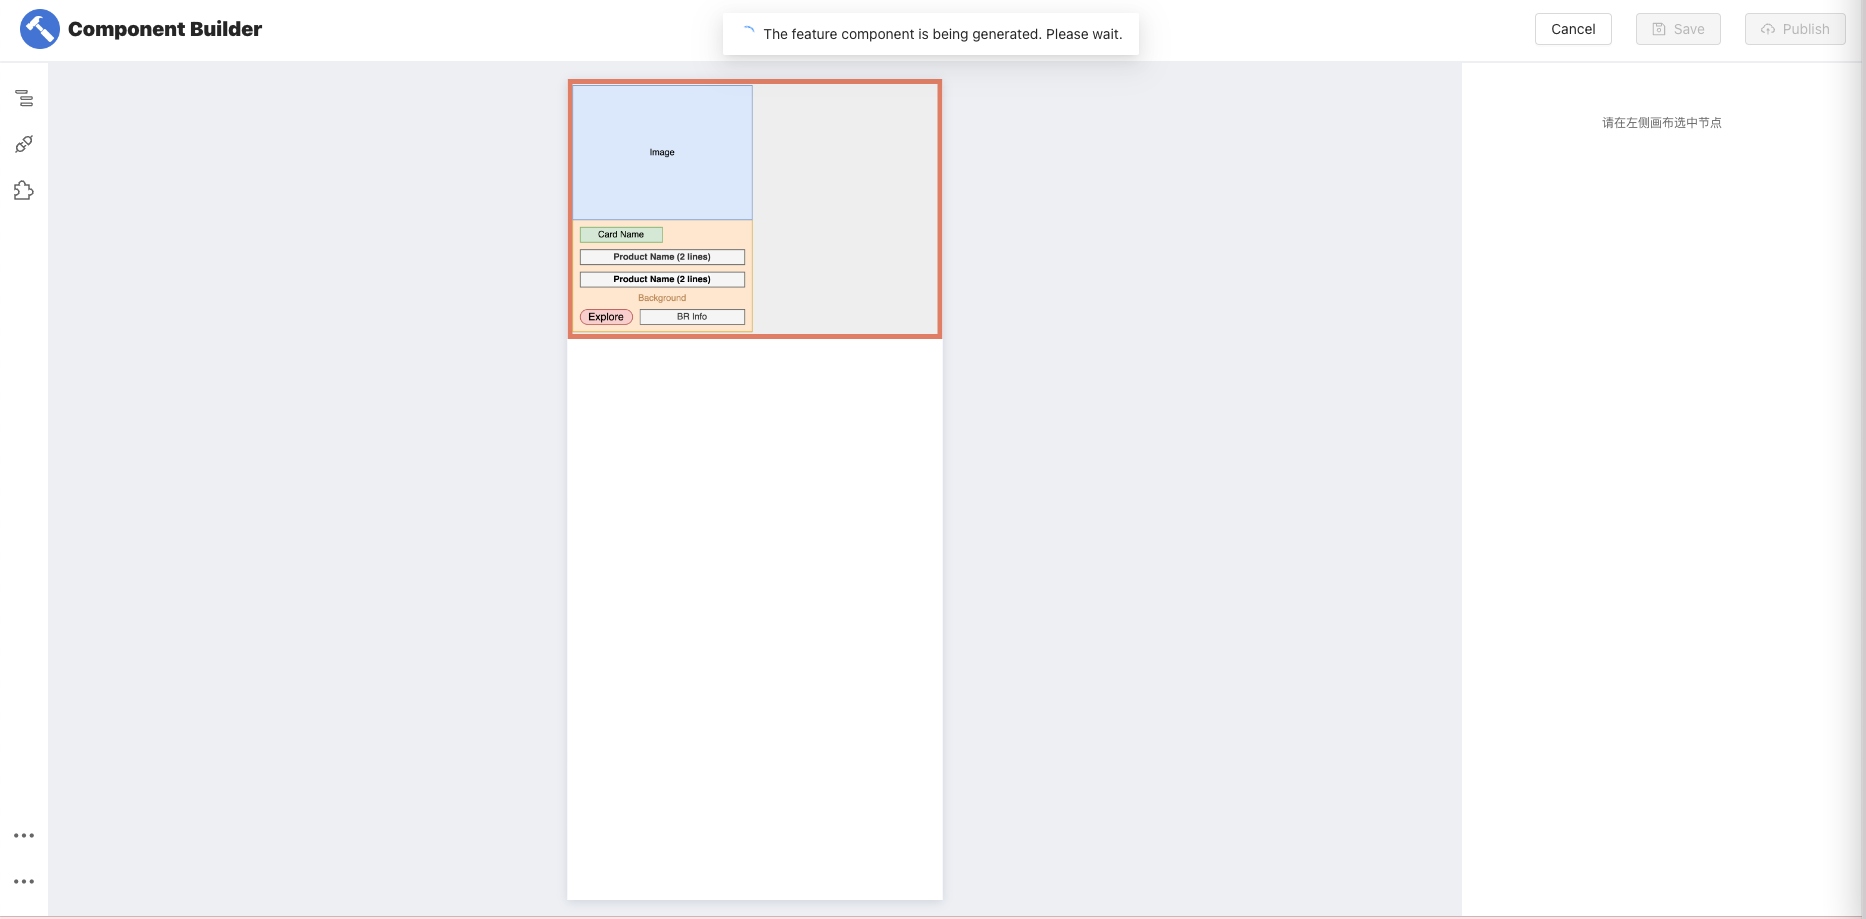 Component Builder
The feature component is being generated. Please wait.
Cancel
Save
Publish
请在左侧画布选中节点
Image
Card Name
Product Name (2 lines)
Product Name (2 lines)
Background
Explore
BR Info